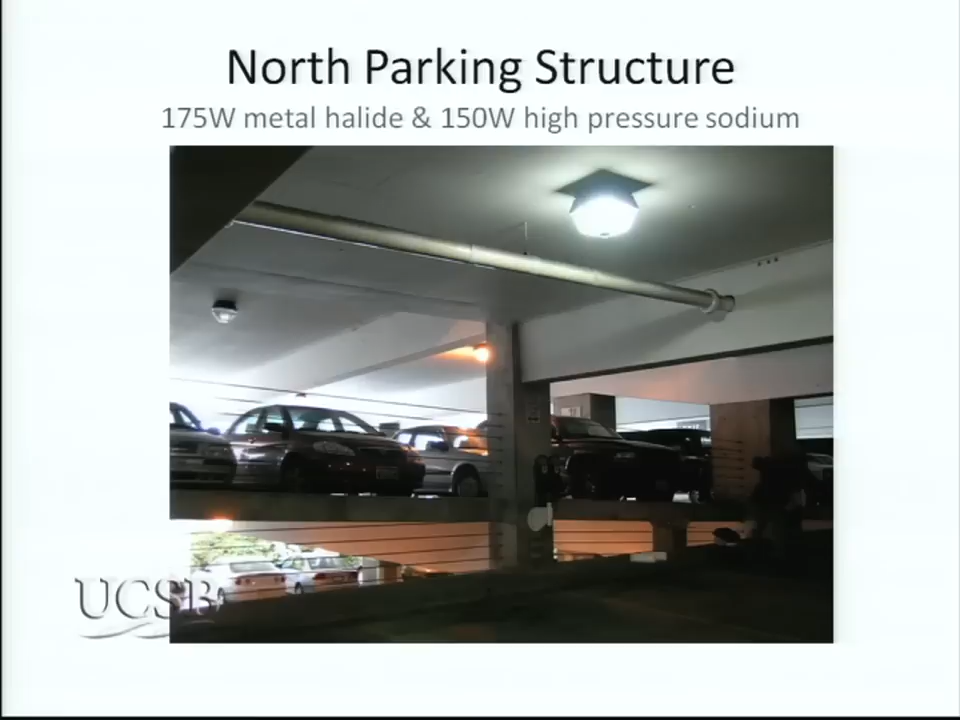 North Parking Structure
175W metal halide & 150W high pressure sodium
UCSB